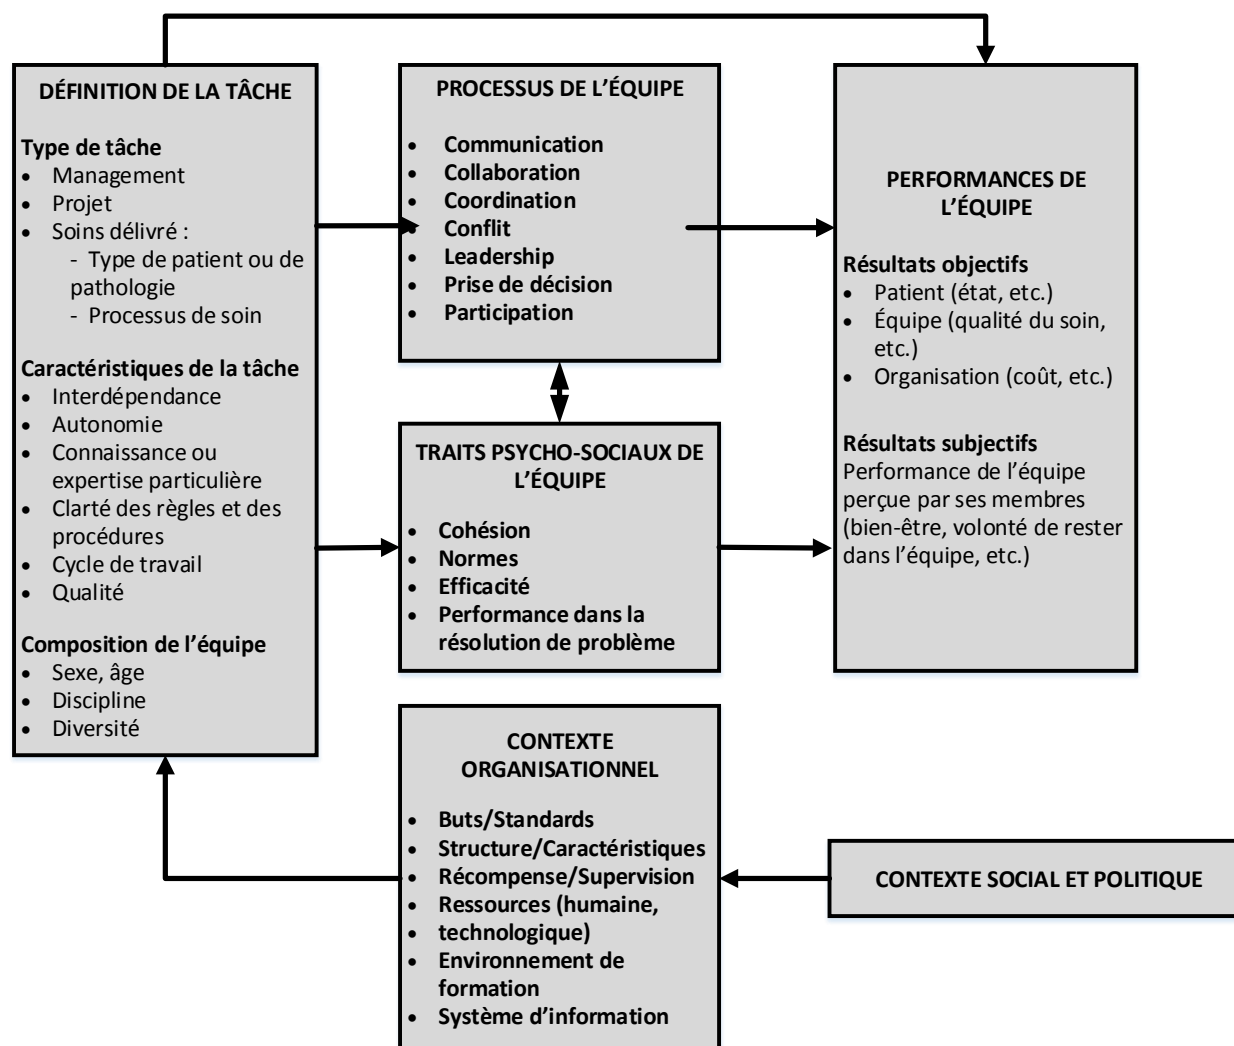 DÉFINITION DE LA TÂCHE
Type de tâche
• Management
• Projet
• Soins délivré :
- Type de patient ou de
pathologie
- Processus de soin
Caractéristiques de la tâche
• Interdépendance
• Autonomie
• Connaissance ou
expertise particulière
• Clarté des règles et des
procédures
• Cycle de travail
• Qualité
Composition de l'équipe
• Sexe, âge
• Discipline
• Diversité
PROCESSUS DE L'ÉQUIPE
• Communication
• Collaboration
• Coordination
• Conflit
• Leadership
• Prise de décision
• Participation
TRAITS PSYCHO-SOCIAUX DE
L'ÉQUIPE
• Cohésion
• Normes
• Efficacité
• Performance dans la
résolution de problème
PERFORMANCES DE
L'ÉQUIPE
Résultats objectifs
• Patient (état, etc.)
• Équipe (qualité du soin,
etc.)
• Organisation (coût, etc.)
Résultats subjectifs
Performance de l'équipe
perçue par ses membres
(bien-être, volonté de rester
dans l'équipe, etc.)
CONTEXTE
ORGANISATIONNEL
• Buts/Standards
• Structure/Caractéristiques
• Récompense/Supervision
• Ressources (humaine,
• technologique)
• Environnement de
formation
• Système d'information
CONTEXTE SOCIAL ET POLITIQUE